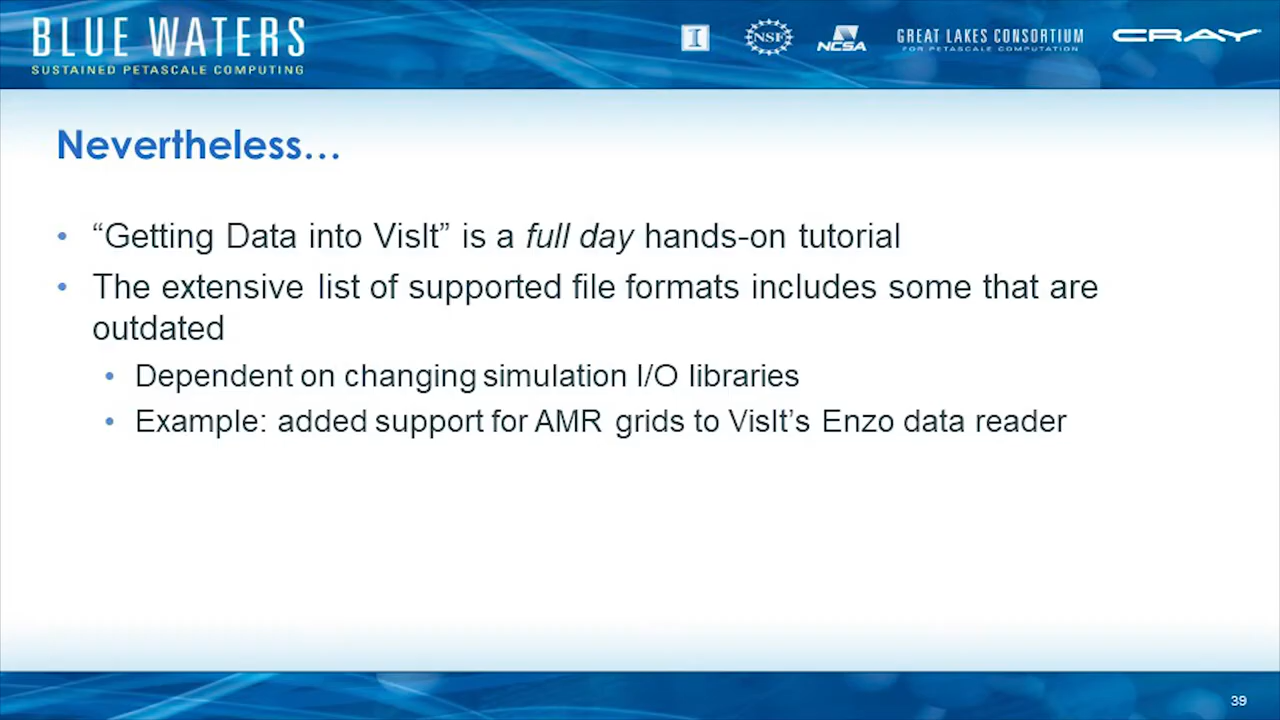 BLUE WATERS
SUSTAINED PETASCALE COMPUTING
I
NSF
NCSA
GREAT LAKES CONSORTIUM
FOR PETASCALE COMPUTATION
CRAY
Nevertheless…
• “Getting Data into VisIt” is a full day hands-on tutorial
• The extensive list of supported file formats includes some that are
outdated
• Dependent on changing simulation I/O libraries
• Example: added support for AMR grids to VisIt’s Enzo data reader
39